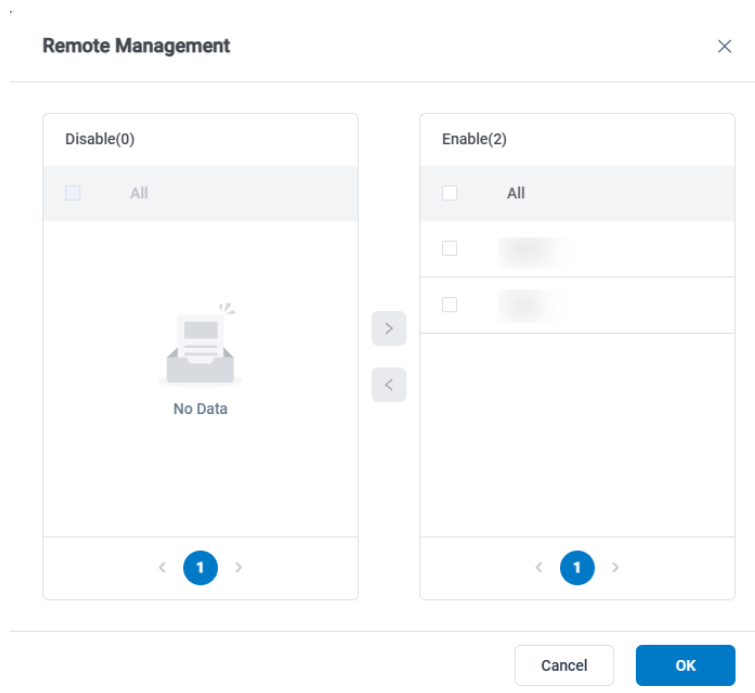 Remote Management
Disable(0)
All
No Data
1
Enable(2)
All
1
Cancel
OK